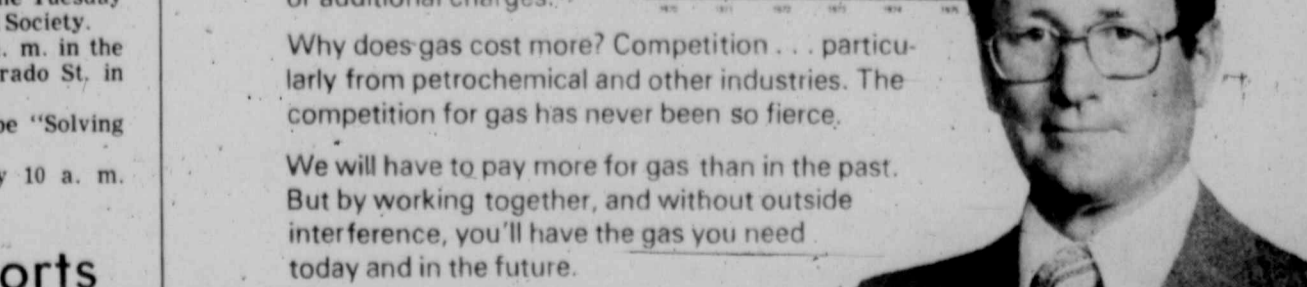 Society.
. m. in the
rado St. in
"Solving
10 a. m.
orts
of additional charges.
Why does gas cost more? Competition . . . particu-
larly from petrochemical and other industries. The
competition for gas has never been so fierce.
We will have to pay more for gas than in the past.
But by working together, and without outside
interference, you'll have the gas you need
today and in the future.